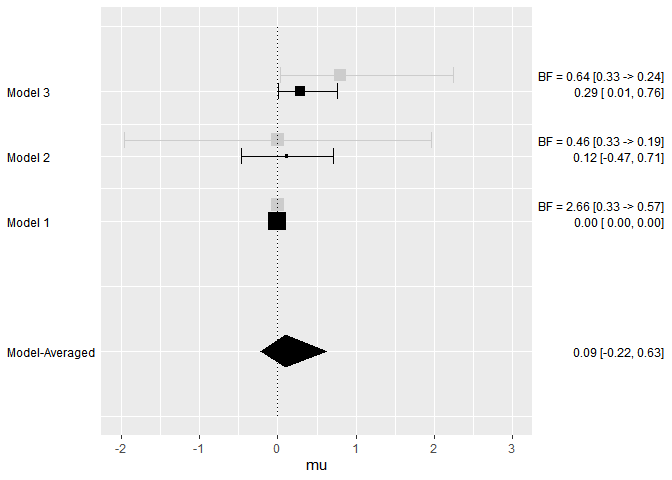 BF = 0.64 [0.33 -> 0.24]
Model 3 0.29 [ 0.01, 0.76]
BF = 0.46 [0.33 -> 0.19]
Model 2 0.12 [-0.47, 0.71]
BF = 2.66 [0.33 -> 0.57]
Model 1 0.00 [ 0.00, 0.00]
Model-Averaged 0.09 [-0.22, 0.63]
-2 -1 0 1 2 3
mu